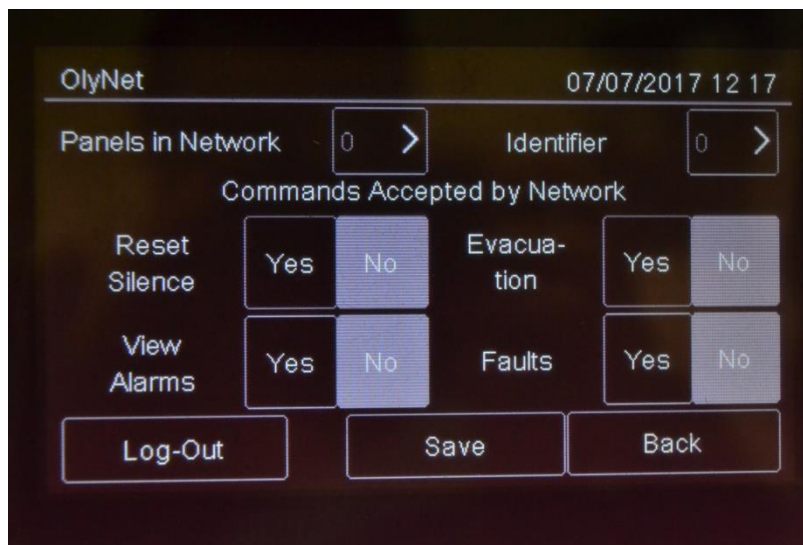 OlyNet 07/07/2017 12 17
Panels in Network 0 > Identifier 0 >
Commands Accepted by Network
Reset Silence Yes No Evacua- tion Yes No
View Alarms Yes No Faults Yes No
Log-Out Save Back